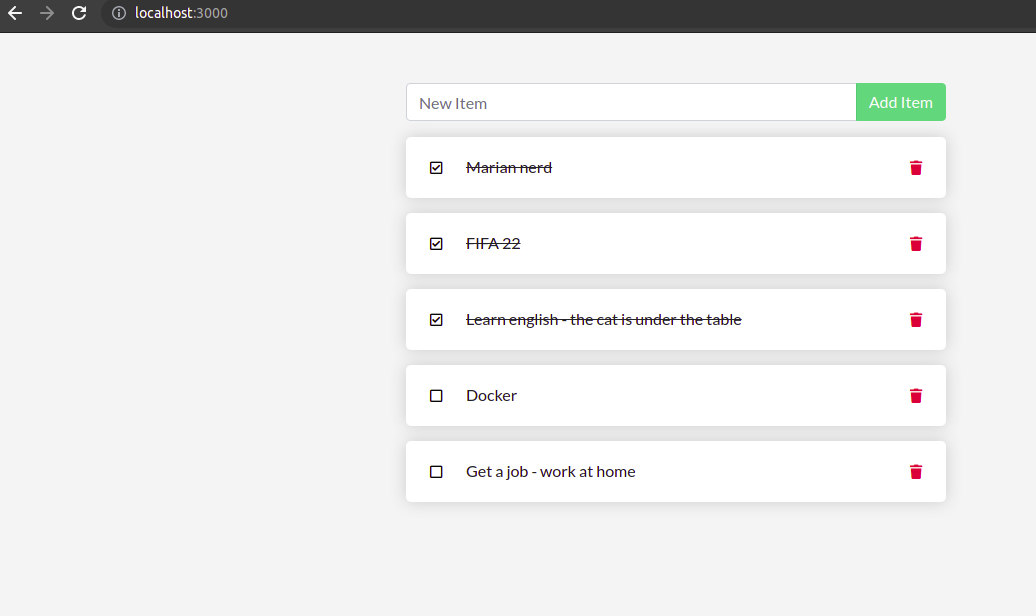 localhost:3000
New Item
Add Item
Marian nerd
FIFA 22
Learn english - the cat is under the table
Docker
Get a job - work at home